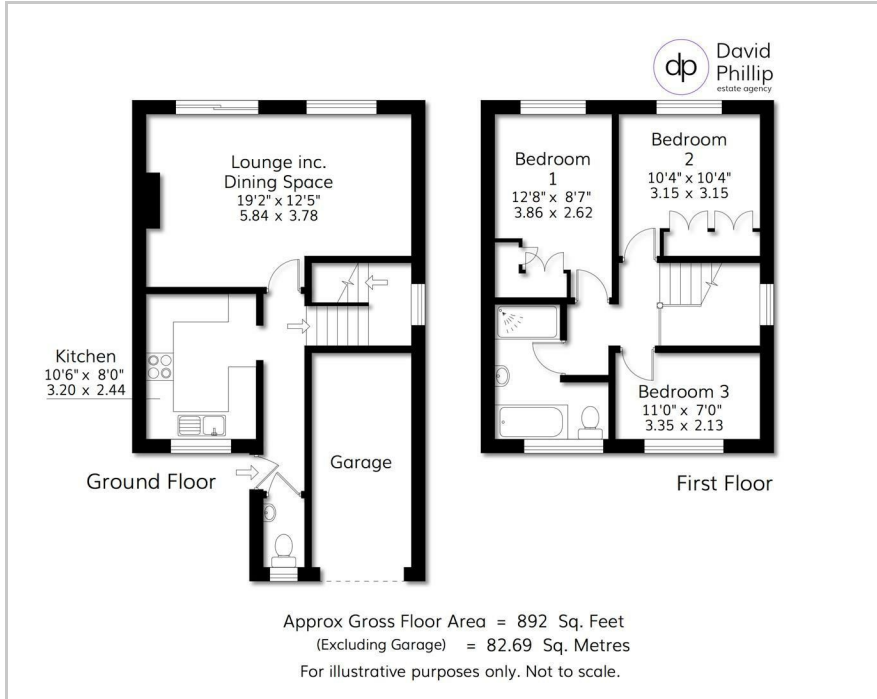 dp
David
Phillip
estate agency
Lounge inc.
Dining Space
19'2" x 12'5"
5.84 x 3.78
Kitchen
10'6" x 8'0"
3.20 x 2.44
Garage
Ground Floor
Bedroom
1
12'8" x 8'7"
3.86 x 2.62
Bedroom
2
10'4" x 10'4"
3.15 x 3.15
Bedroom 3
11'0" x 7'0"
3.35 x 2.13
First Floor
Approx Gross Floor Area = 892 Sq. Feet
(Excluding Garage) = 82.69 Sq. Metres
For illustrative purposes only. Not to scale.